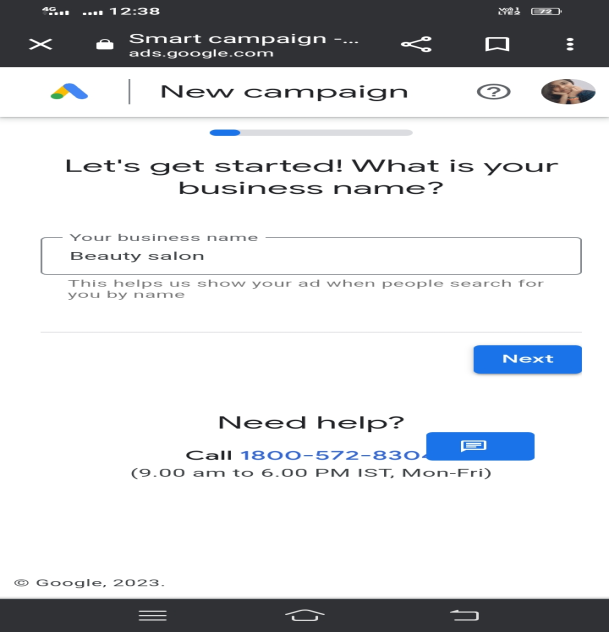 4G 12:38
72
Smart campaign -...
ads.google.com
New campaign
Let's get started! What is your
business name?
Your business name
Beauty salon
This helps us show your ad when people search for
you by name
Next
Need help?
Call 1800-572-830
(9.00 am to 6.00 PM IST, Mon-Fri)
© Google, 2023.